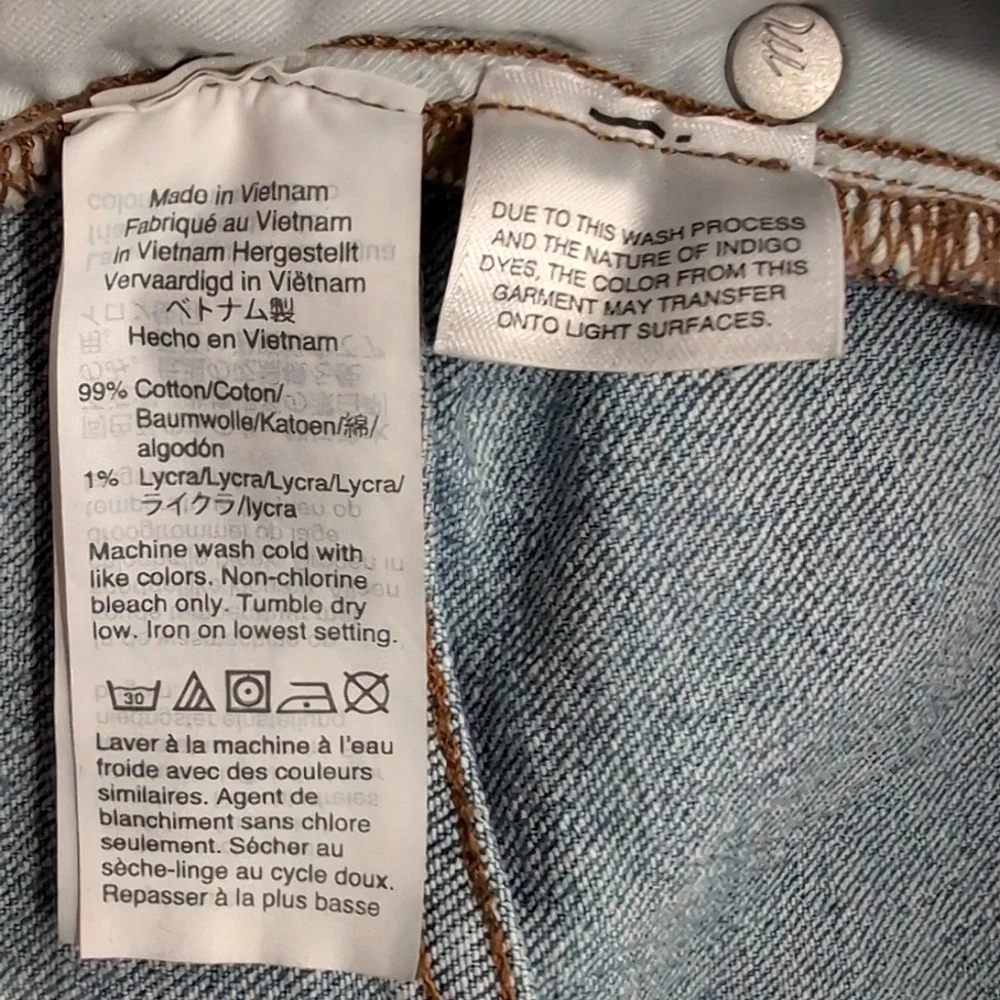 Made in Vietnam
Fabriqué au Vietnam
in Vietnam Hergestellt
Vervaardigd in Viëtnam
ベトナム製
Hecho en Vietnam
99% Cotton/Coton/
Baumwolle/Katoen/綿/
algodón
1% Lycra/Lycra/Lycra/Lycra/
ライクラ/lycra
Machine wash cold with
like colors. Non-chlorine
bleach only. Tumble dry
low. Iron on lowest setting.
30
Laver à la machine à l'eau
froide avec des couleurs
similaires. Agent de
blanchiment sans chlore
seulement. Sécher au
sèche-linge au cycle doux.
Repasser à la plus basse
DUE TO THIS WASH PROCESS
AND THE NATURE OF INDIGO
DYES, THE COLOR FROM THIS
GARMENT MAY TRANSFER
ONTO LIGHT SURFACES.